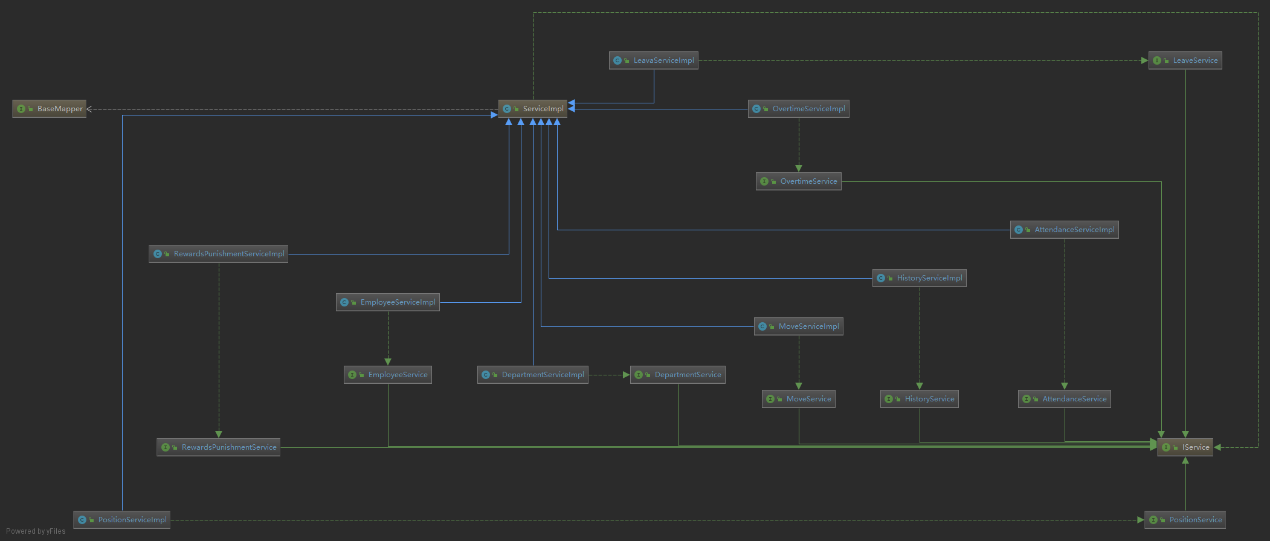 LeavaServiceImpl
LeaveService
BaseMapper
ServiceImpl
OvertimeServiceImpl
OvertimeService
AttendanceServiceImpl
RewardsPunishmentServiceImpl
HistoryServiceImpl
EmployeeServiceImpl
MoveServiceImpl
EmployeeService
DepartmentServiceImpl
DepartmentService
MoveService
HistoryService
AttendanceService
RewardsPunishmentService
IService
PositionServiceImpl
PositionService
Powered by yFiles